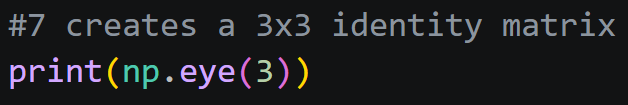 #7 creates a 3x3 identity matrix
print(np.eye(3))